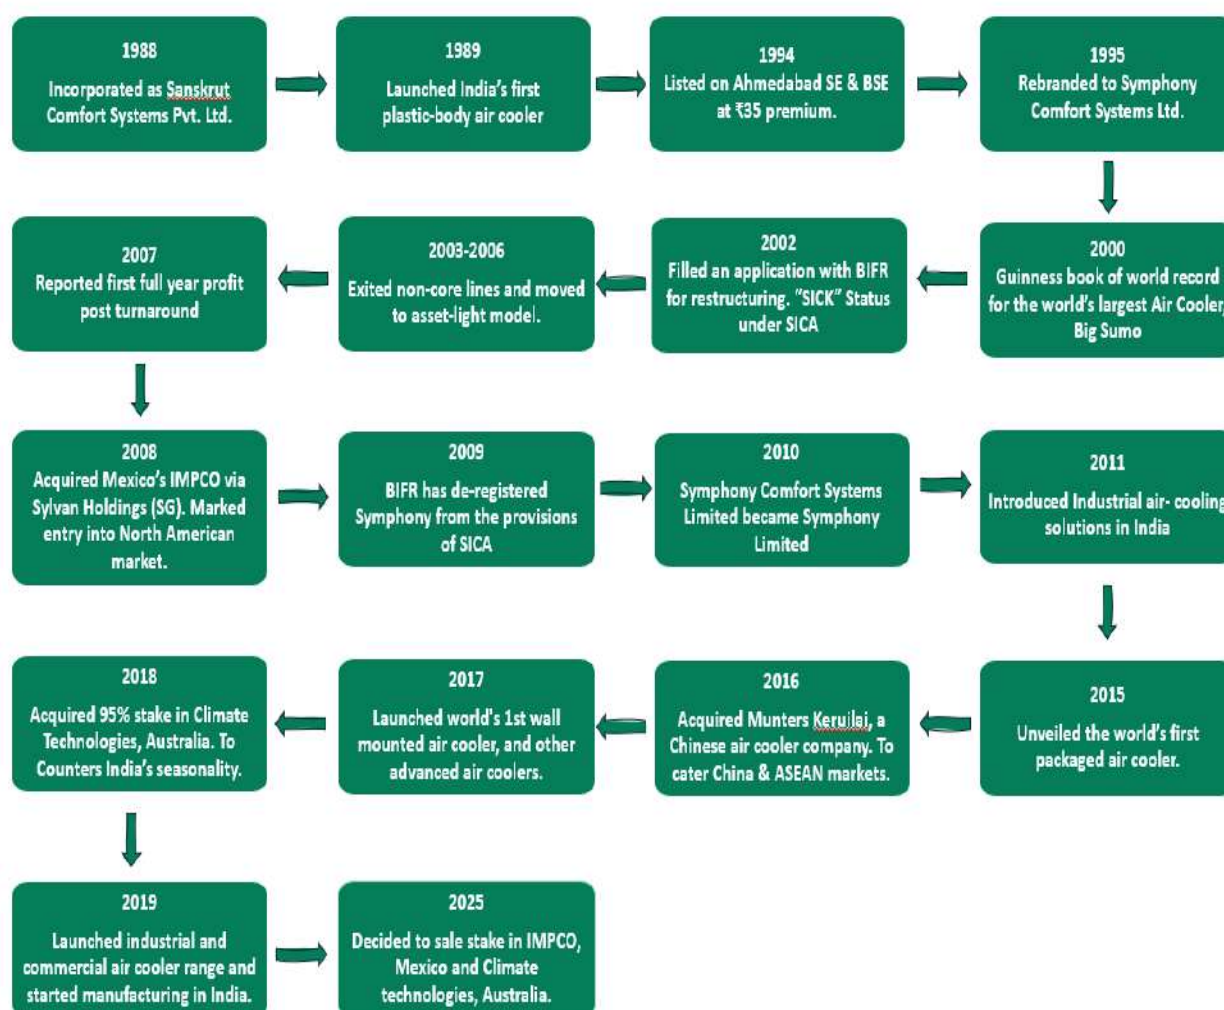 1988
Incorporated as Sanskrut
Comfort Systems Pvt. Ltd.
1989
Launched India's first
plastic-body air cooler
1994
Listed on Ahmedabad SE & BSE
at ₹35 premium.
1995
Rebranded to Symphony
Comfort Systems Ltd.
2000
Guinness book of world record
for the world's largest Air Cooler,
Big Sumo
2002
Filled an application with BIFR
for restructuring. "SICK" Status
under SICA
2003-2006
Exited non-core lines and moved
to asset-light model.
2007
Reported first full year profit
post turnaround
2008
Acquired Mexico's IMPCO via
Sylvan Holdings (SG). Marked
entry into North American
market.
2009
BIFR has de-registered
Symphony from the provisions
of SICA
2010
Symphony Comfort Systems
Limited became Symphony
Limited
2011
Introduced Industrial air- cooling
solutions in India
2015
Unveiled the world's first
packaged air cooler.
2016
Acquired Munters Keruilai, a
Chinese air cooler company. To
cater China & ASEAN markets.
2017
Launched world's 1st wall
mounted air cooler, and other
advanced air coolers.
2018
Acquired 95% stake in Climate
Technologies, Australia. To
Counters India's seasonality.
2019
Launched industrial and
commercial air cooler range and
started manufacturing in India.
2025
Decided to sale stake in IMPCO,
Mexico and Climate
technologies, Australia.